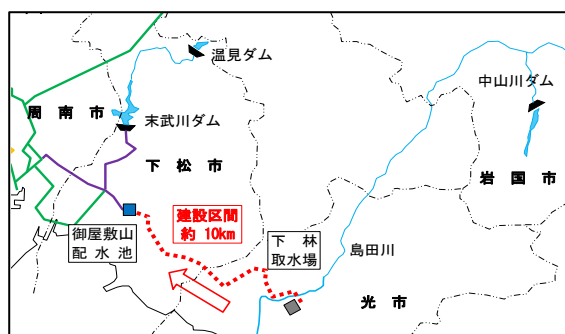 温見ダム
中山川ダム
周南市
末武川ダム
下松市
岩国市
建設区間
約 10km
御屋敷山
配水池
下林
取水場
島田川
光市